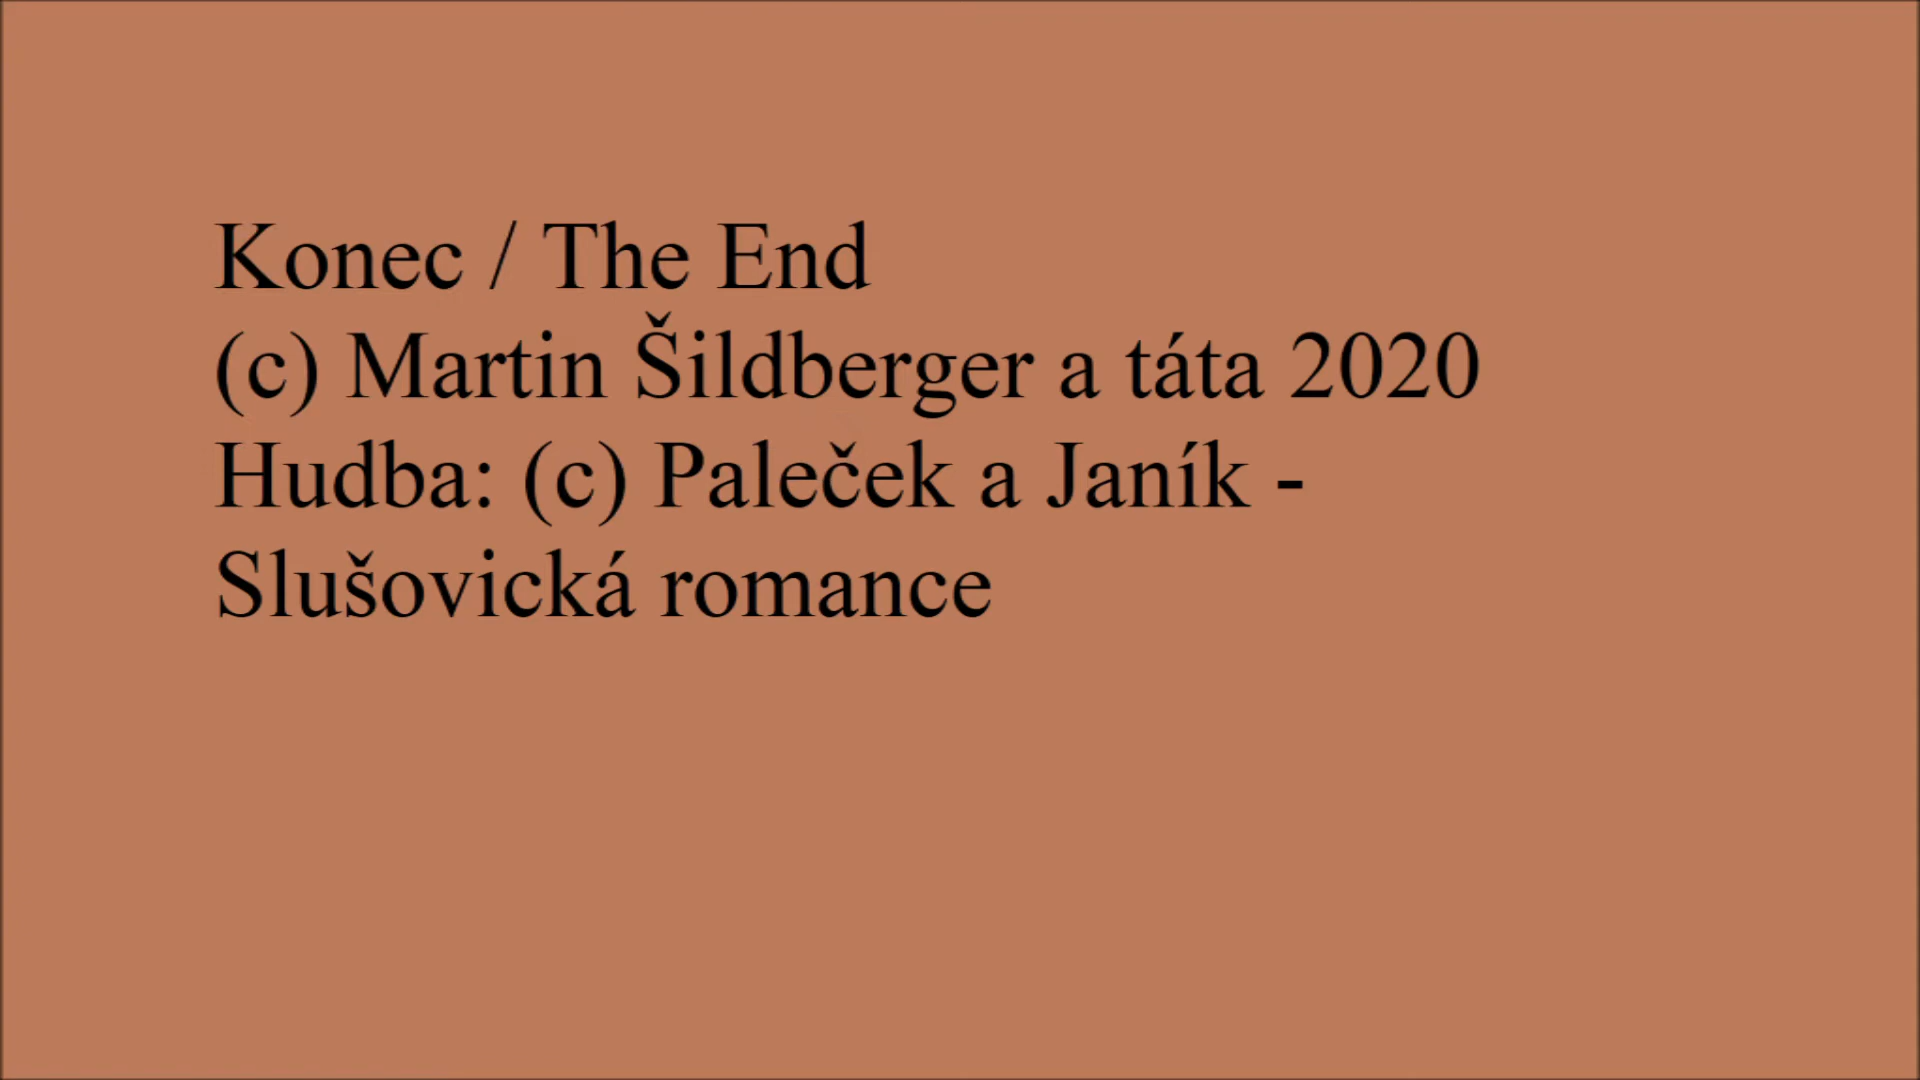 Konec / The End
(c) Martin Šildberger a táta 2020
Hudba: (c) Paleček a Janík -
Slušovická romance